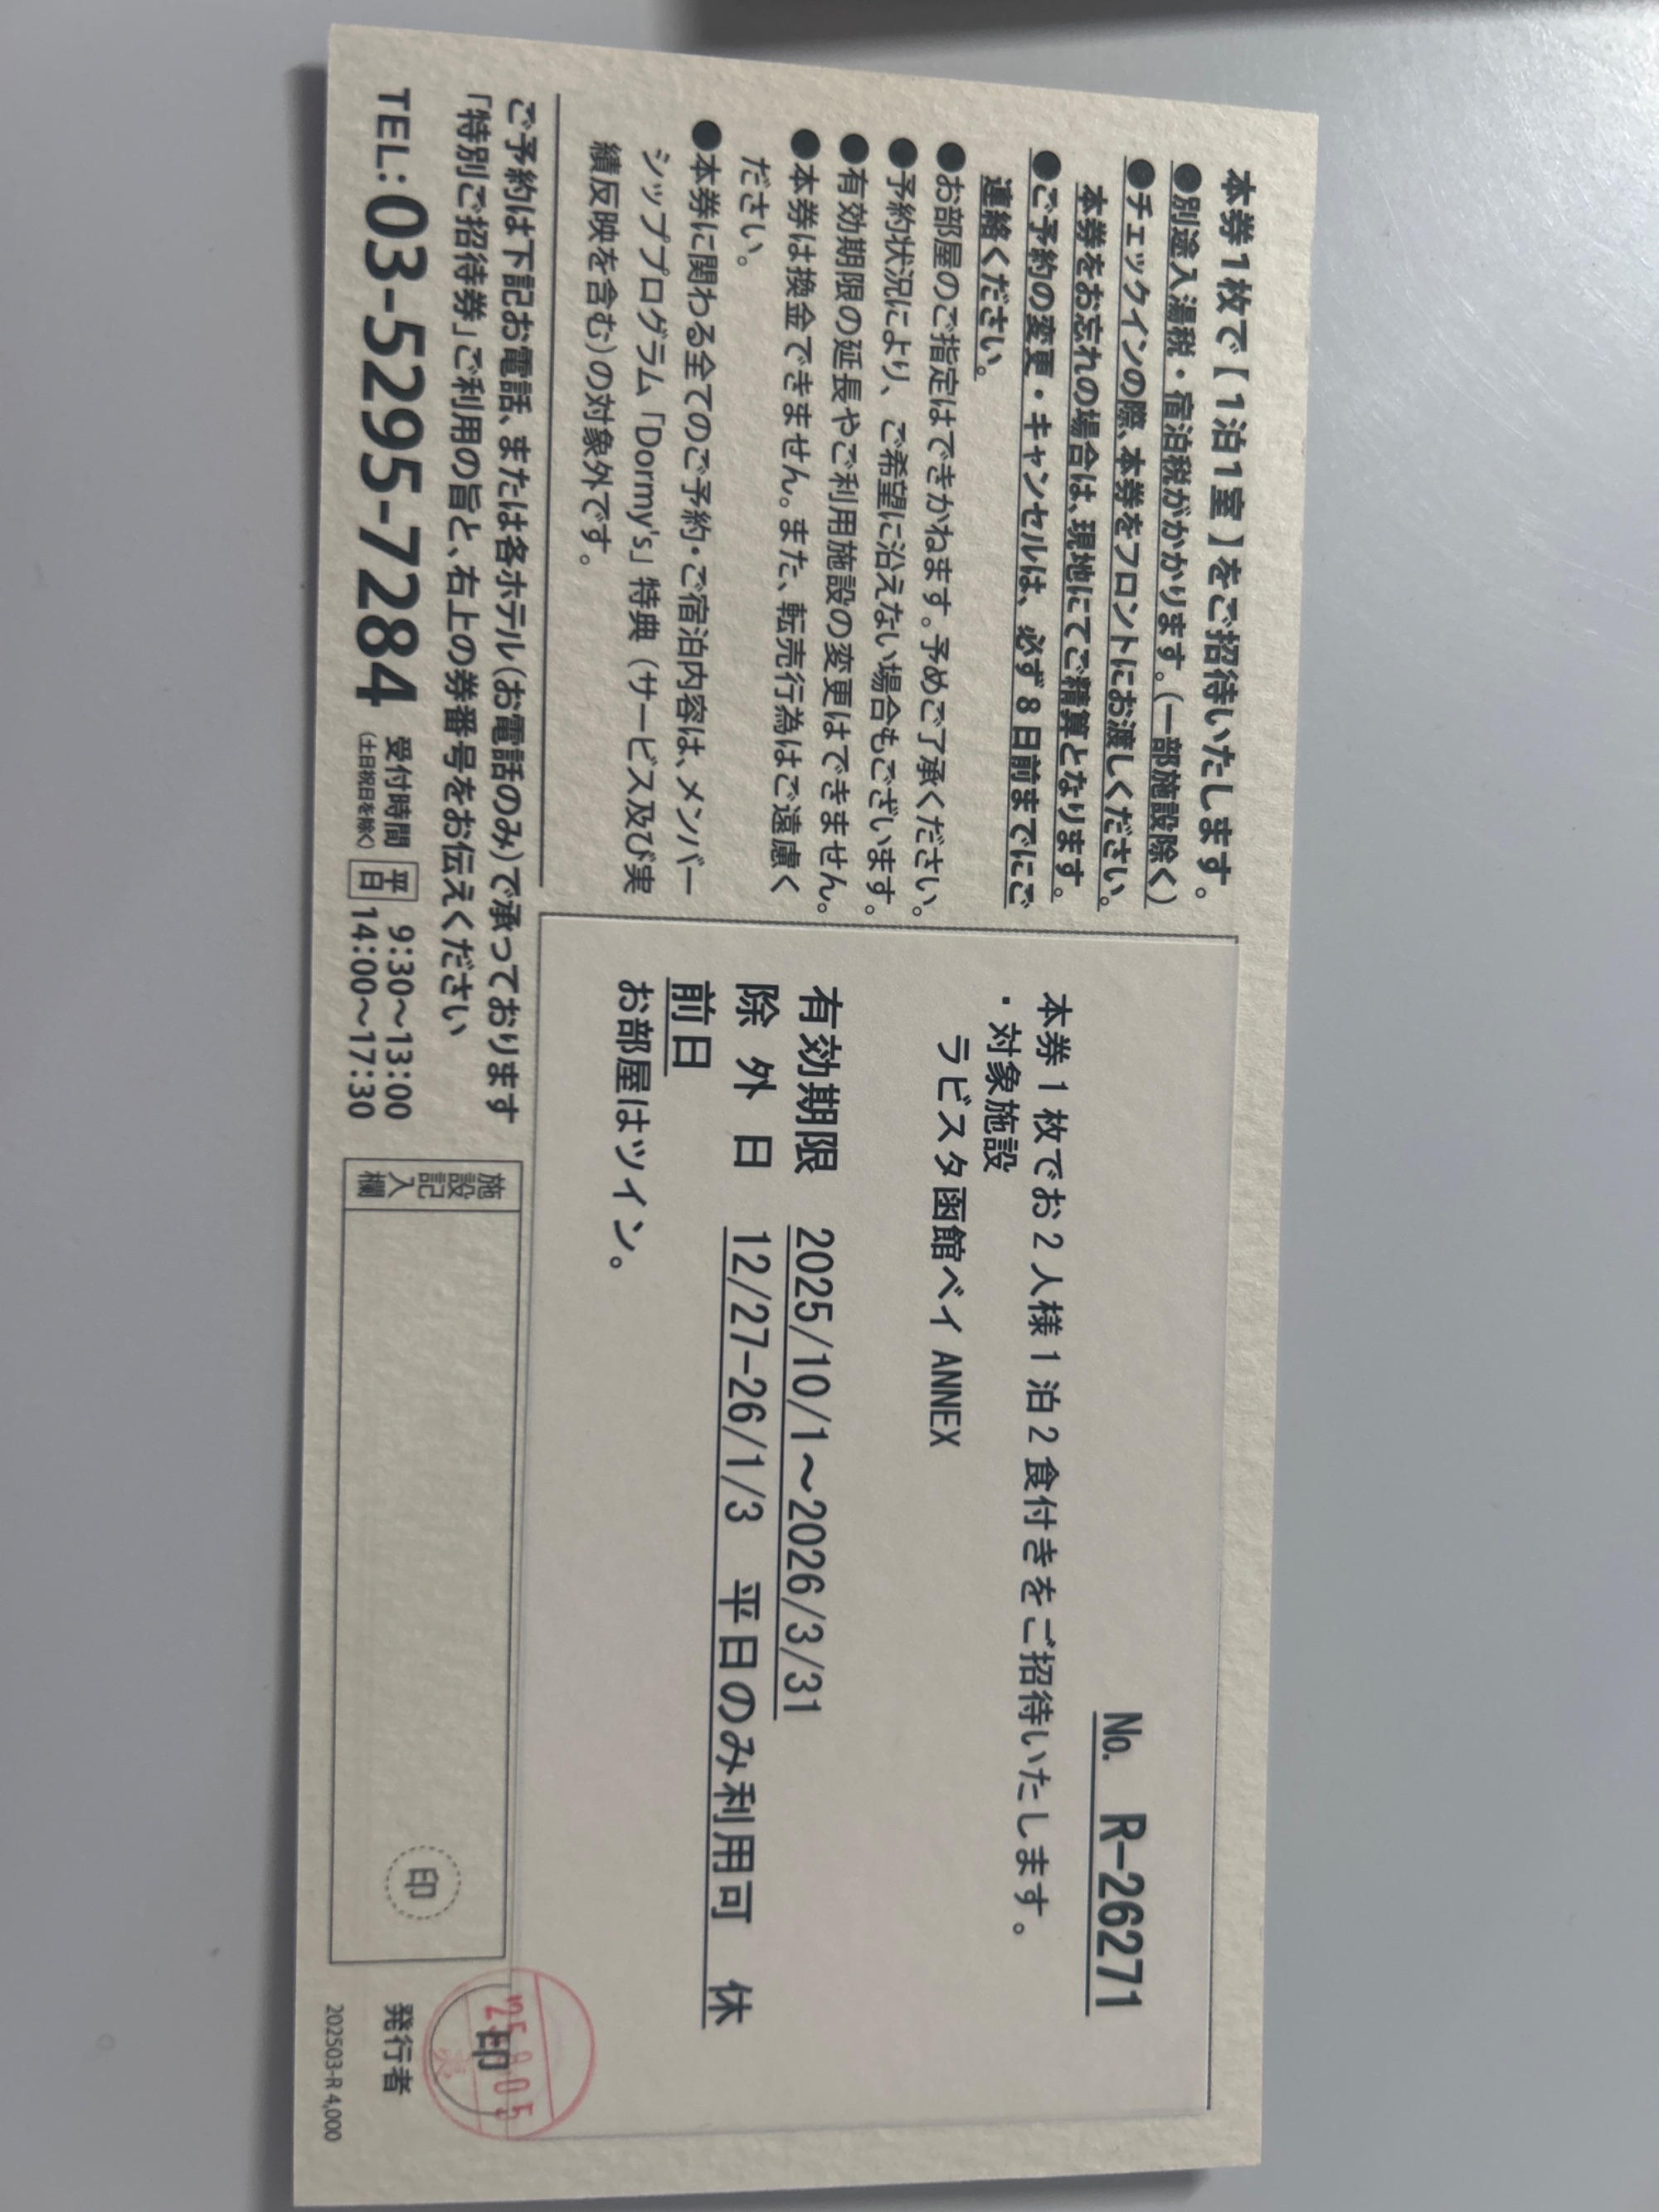 本券1枚で【1泊1室】をご招待いたします。
●別途入湯税・宿泊税がかかります。(一部施設除く)
●チェックインの際、本券をフロントにお渡しください。
本券をお忘れの場合は、現地にてご精算となります。
●ご予約の変更・キャンセルは、必ず8日前までにご
連絡ください。
●お部屋のご指定はできかねます。予めご了承ください。
●予約状況により、ご希望に沿えない場合もございます。
●有効期限の延長やご利用施設の変更はできません。
●本券は換金できません。また、転売行為はご遠慮く
ださい。
●本券に関わる全てのご予約・ご宿泊内容は、メンバー
シッププログラム「Dormy's」特典(サービス及び実
績反映を含む)の対象外です。
No. R-26271
本券1枚でお2人様1泊2食付きをご招待いたします。
・対象施設
ラビスタ函館ベイ ANNEX
有効期限 2025/10/1～2026/3/31
除外日 12/27-26/1/3 平日のみ利用可 休
前日
お部屋はツイン。
ご予約は下記お電話、または各ホテル(お電話のみ)で承っております
「特別ご招待券」ご利用の旨と、右上の券番号をお伝えください
TEL:03-5295-7284 受付時間 平日 9:30～13:00
(土日祝日を除く) 14:00～17:30
施設記入欄
印
印
発行者
202503-R 4,000